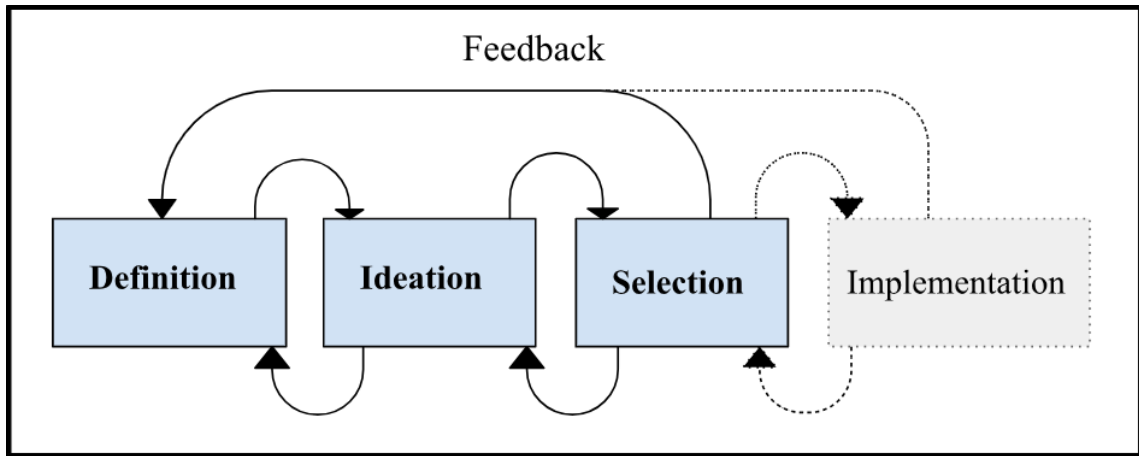 Feedback
Definition
Ideation
Selection
Implementation